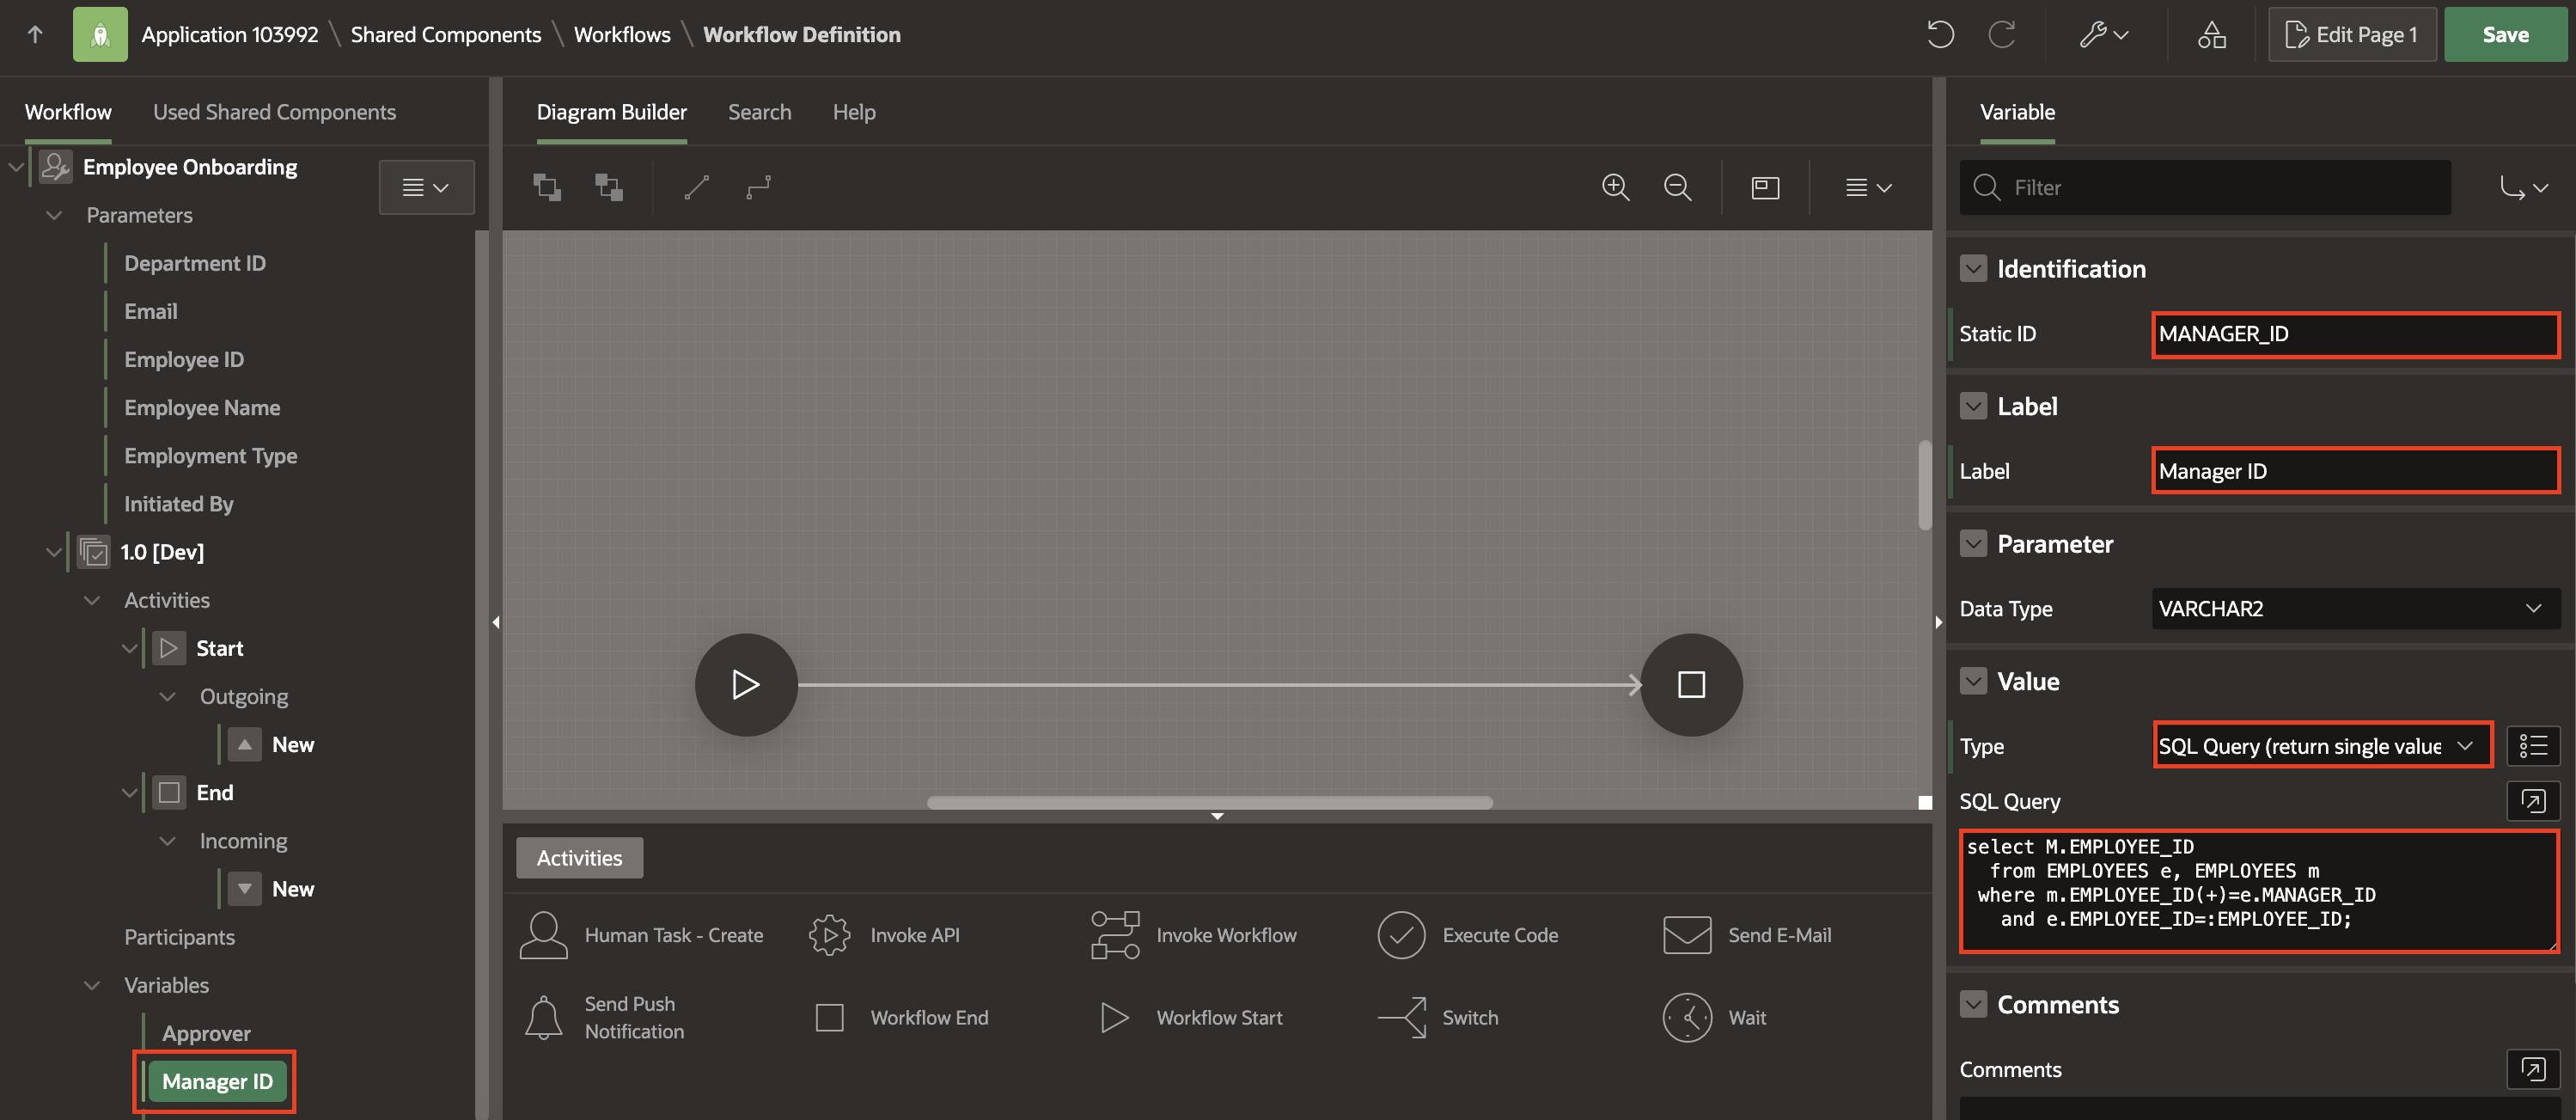 Application 103992 \ Shared Components \ Workflows \ Workflow Definition
Edit Page 1
Save
Workflow
Used Shared Components
Employee Onboarding
Parameters
Department ID
Email
Employee ID
Employee Name
Employment Type
Initiated By
1.0 [Dev]
Activities
Start
Outgoing
New
End
Incoming
New
Participants
Variables
Approver
Manager ID
Diagram Builder
Search
Help
Activities
Human Task - Create
Invoke API
Invoke Workflow
Execute Code
Send E-Mail
Send Push
Notification
Workflow End
Workflow Start
Switch
Wait
Variable
Filter
Identification
Static ID
MANAGER_ID
Label
Label
Manager ID
Parameter
Data Type
VARCHAR2
Value
Type
SQL Query (return single value
SQL Query
select M.EMPLOYEE_ID
from EMPLOYEES e, EMPLOYEES m
where m.EMPLOYEE_ID(+)=e.MANAGER_ID
and e.EMPLOYEE_ID=:EMPLOYEE_ID;
Comments
Comments